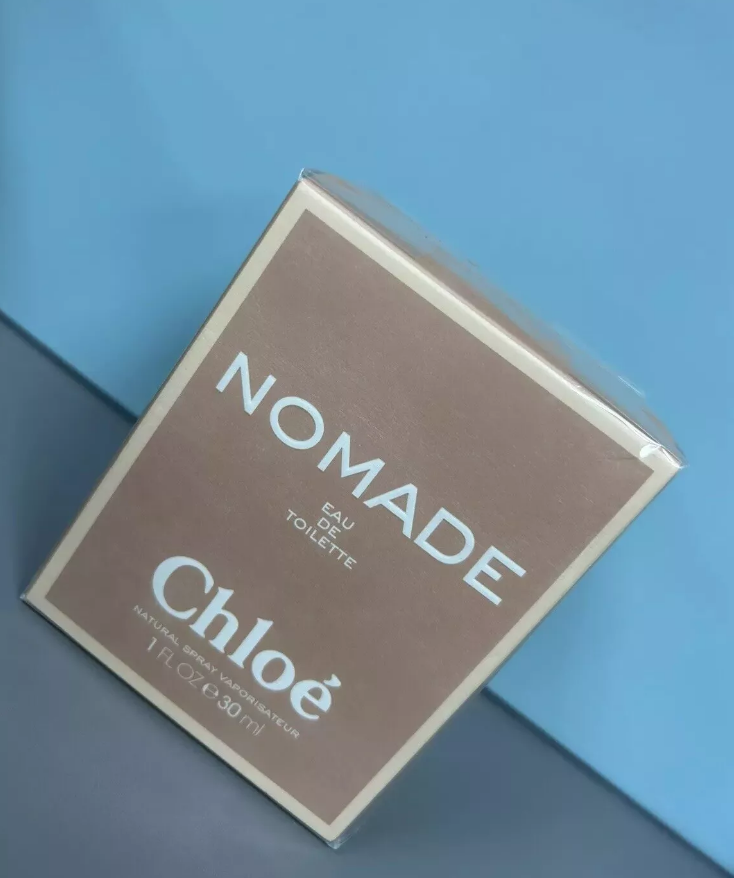 NOMADE
EAU
DE
TOILETTE
Chloé
NATURAL SPRAY VAPORISATEUR
1 FL OZ ℮ 30 ml